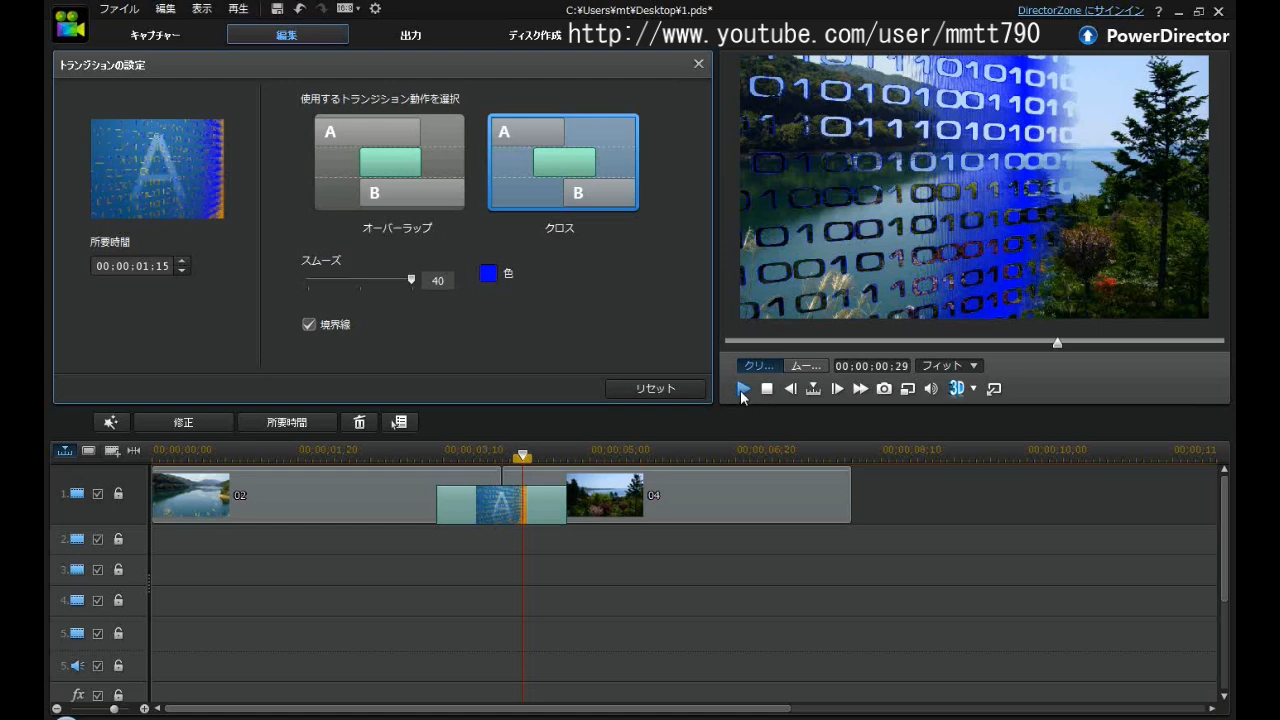 ファイル 編集 表示 再生
C:¥Users¥mt¥Desktop¥1.pds*
DirectorZone にサインイン ?
キャプチャー 編集 出力 ディスク作成
http://www.youtube.com/user/mmtt790
PowerDirector
トランジションの設定
使用するトランジション動作を選択
A
B
A
B
オーバーラップ クロス
所要時間
00;00;01;15
スムーズ
40
色
境界線
リセット
クリ... ムー... 00;00;00;29 フィット
3D
修正 所要時間
00;00;00;00 00;00;01;20 00;00;03;10 00;00;05;00 00;00;06;20 00;00;08;10 00;00;10;00 00;00;11
1. 02 04
2.
3.
4.
5.
5.
fx